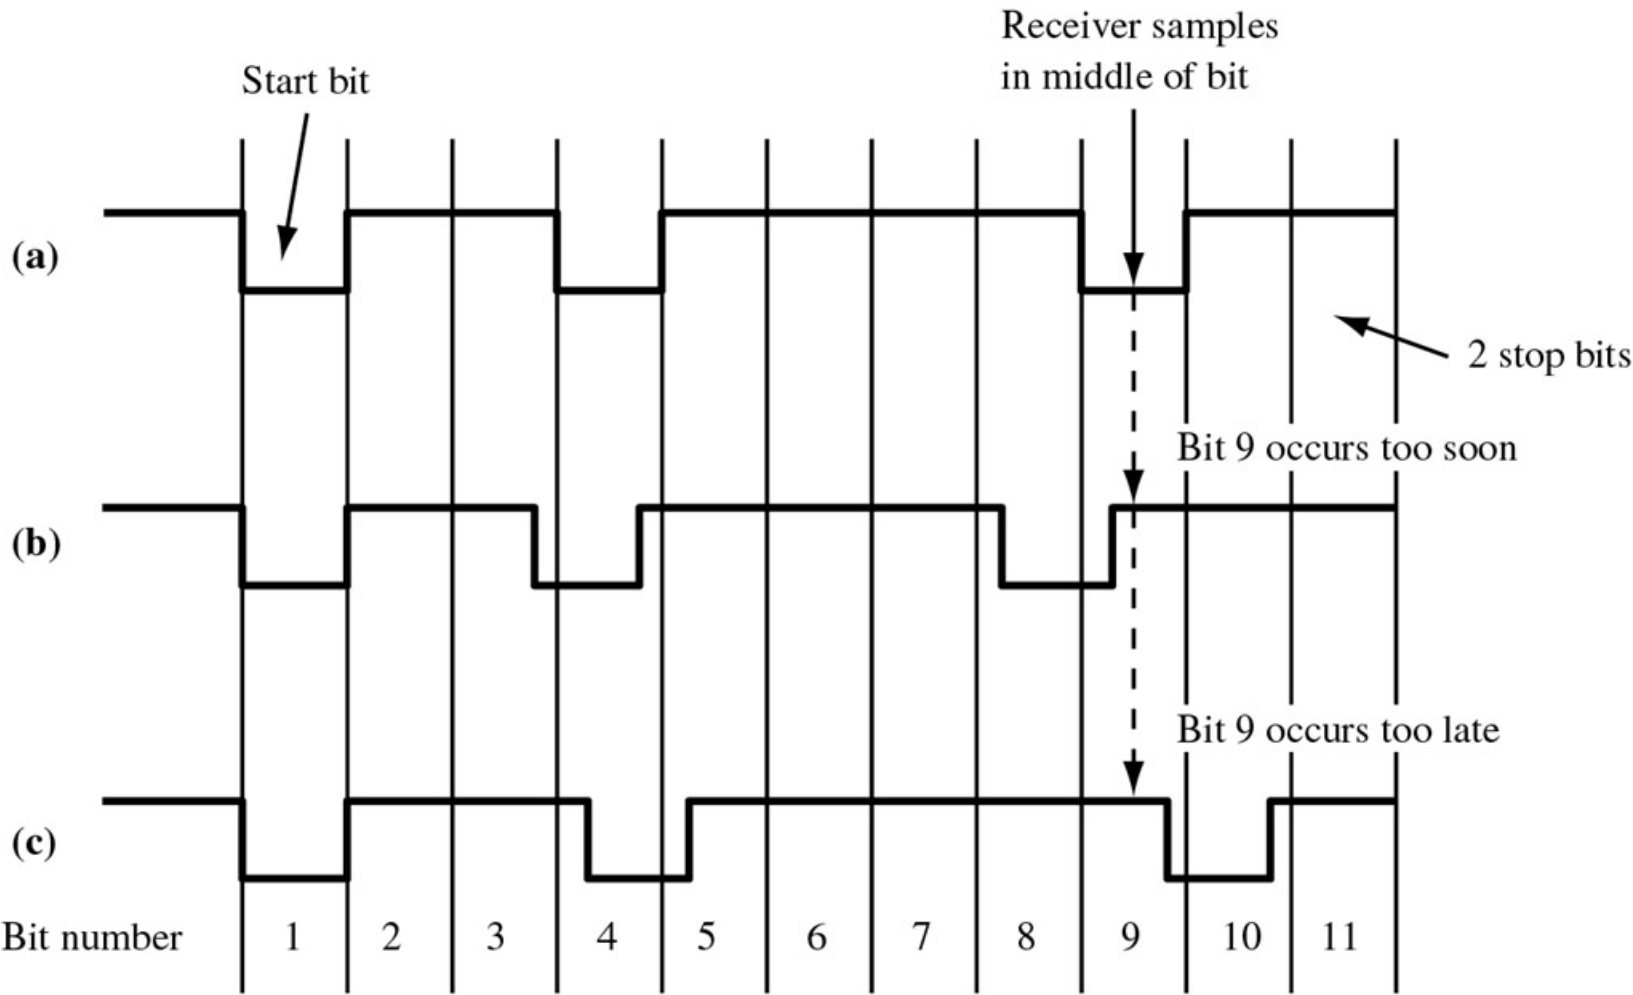 Receiver samples
in middle of bit
Start bit
(a)
2 stop bits
Bit 9 occurs too soon
(b)
Bit 9 occurs too late
(c)
Bit number 1 2 3 4 5 6 7 8 9 10 11